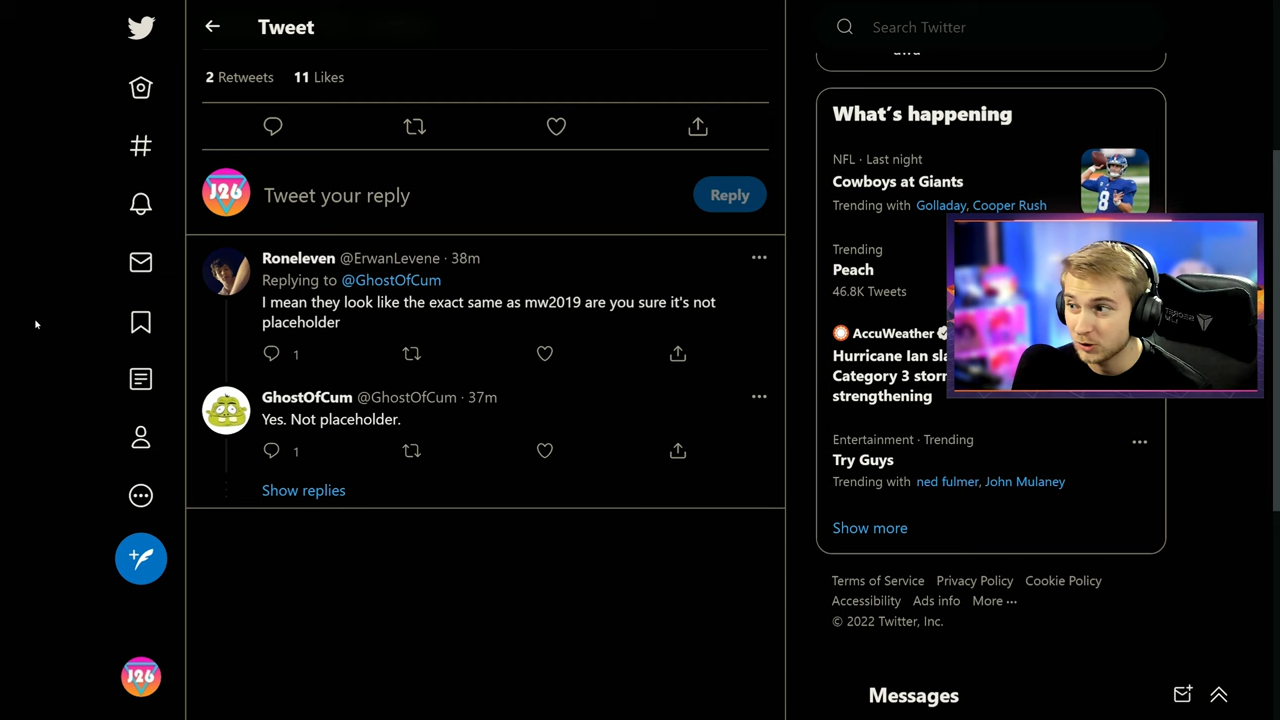 Tweet
2 Retweets 11 Likes
J26
Tweet your reply
Reply
Roneleven @ErwanLevene · 38m
Replying to @GhostOfCum
I mean they look like the exact same as mw2019 are you sure it's not
placeholder
1
GhostOfCum @GhostOfCum · 37m
Yes. Not placeholder.
1
Show replies
J26
Search Twitter
What's happening
NFL · Last night
Cowboys at Giants
Trending with Golladay, Cooper Rush
8
Trending
Peach
46.8K Tweets
AccuWeather
Hurricane Ian
Category 3
strengthening
Entertainment · Trending
Try Guys
Trending with ned fulmer, John Mulaney
Show more
Terms of Service Privacy Policy Cookie Policy
Accessibility Ads info More ···
© 2022 Twitter, Inc.
Messages